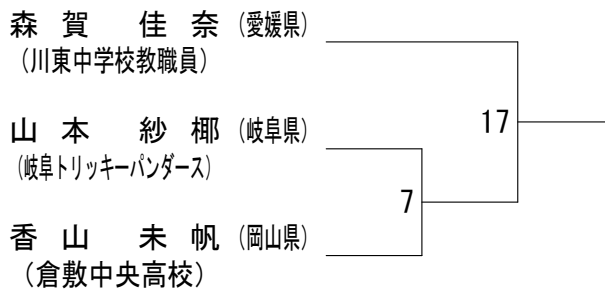 森賀 佳奈 (愛媛県)
(川東中学校教職員)
17
山本 紗椰 (岐阜県)
(岐阜トリッキーパンダース)
7
香山 未帆 (岡山県)
(倉敷中央高校)